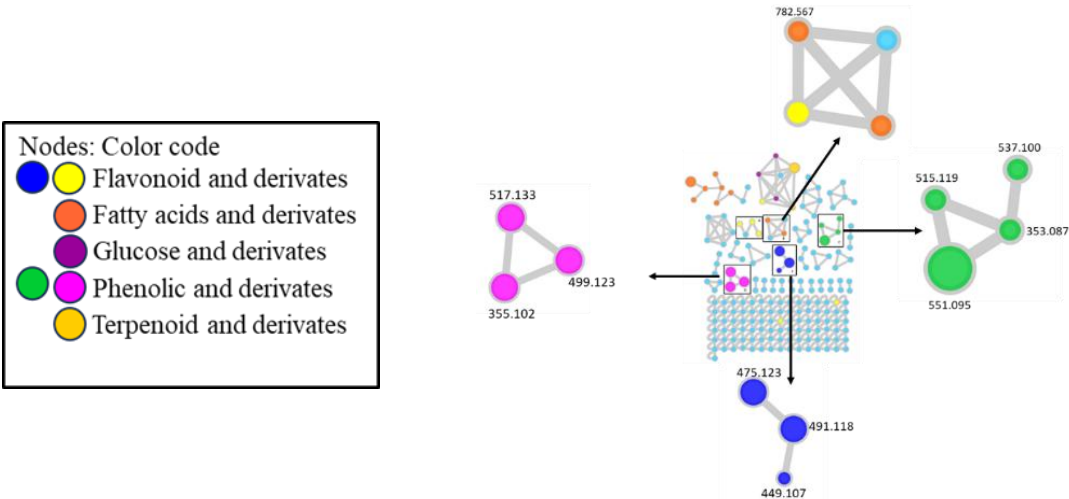 Nodes: Color code
Flavonoid and derivates
Fatty acids and derivates
Glucose and derivates
Phenolic and derivates
Terpenoid and derivates
782.567
537.100
515.119
353.087
551.095
517.133
499.123
355.102
475.123
491.118
449.107